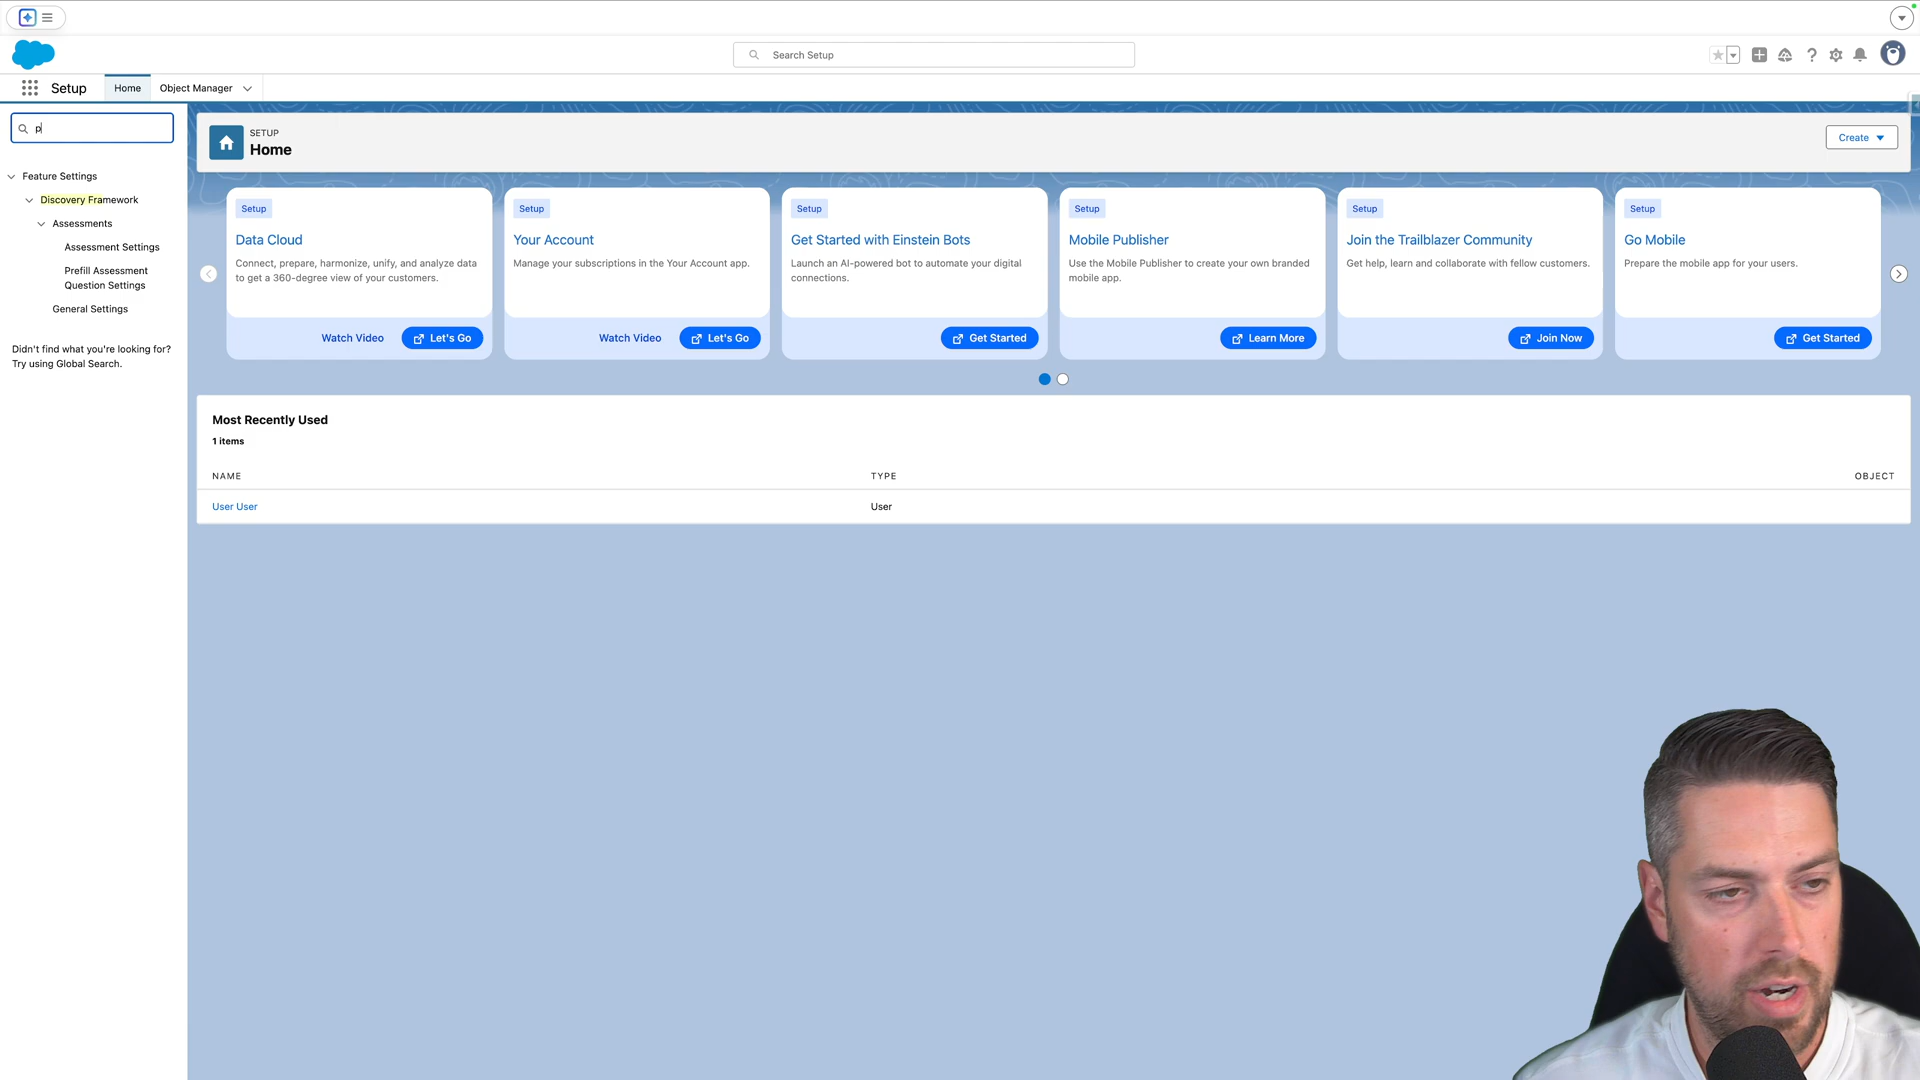 Search Setup
Setup
Home
Object Manager
p
Feature Settings
Discovery Framework
Assessments
Assessment Settings
Prefill Assessment
Question Settings
General Settings
Didn't find what you're looking for?
Try using Global Search.
SETUP
Home
Create
Setup
Data Cloud
Connect, prepare, harmonize, unify, and analyze data
to get a 360-degree view of your customers.
Watch Video
Let's Go
Setup
Your Account
Manage your subscriptions in the Your Account app.
Watch Video
Let's Go
Setup
Get Started with Einstein Bots
Launch an AI-powered bot to automate your digital
connections.
Get Started
Setup
Mobile Publisher
Use the Mobile Publisher to create your own branded
mobile app.
Learn More
Setup
Join the Trailblazer Community
Get help, learn and collaborate with fellow customers.
Join Now
Setup
Go Mobile
Prepare the mobile app for your users.
Get Started
Most Recently Used
1 items
NAME
TYPE
OBJECT
User User
User